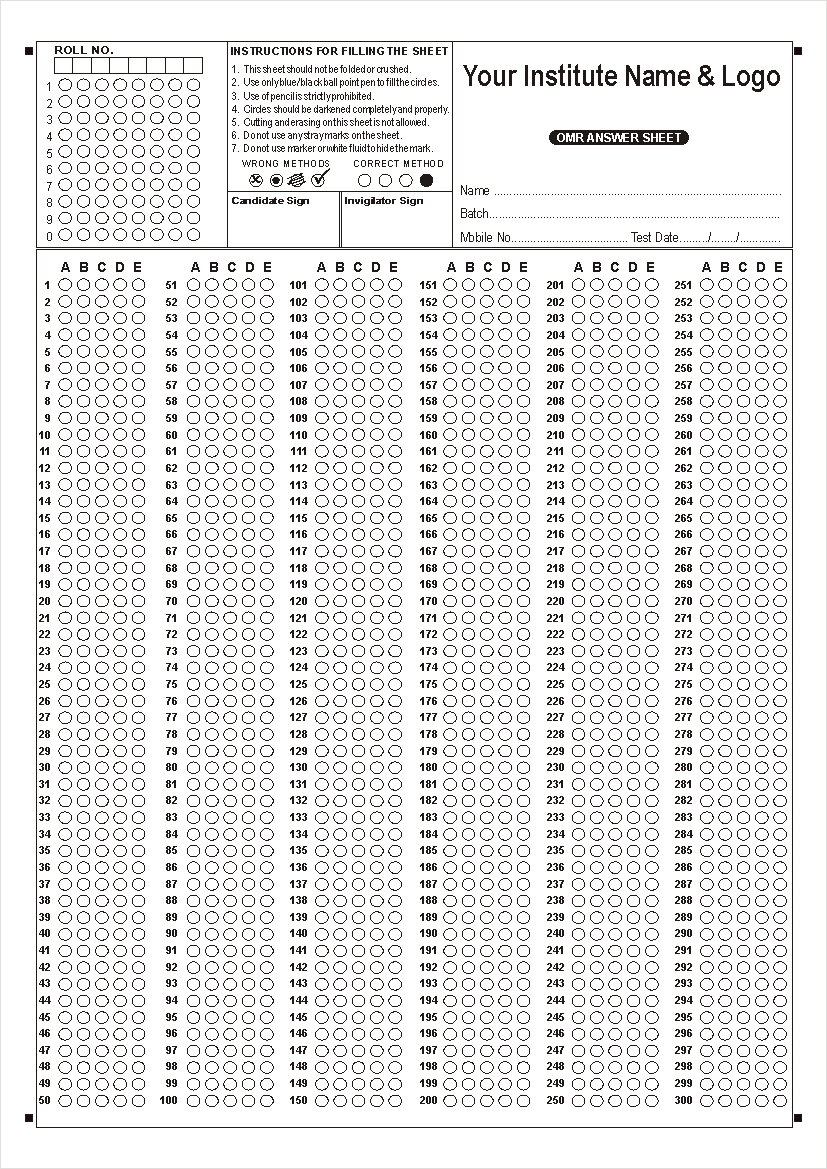 ROLL NO.
1
2
3
4
5
6
7
8
9
0
INSTRUCTIONS FOR FILLING THE SHEET
1. This sheet should not be folded or crushed.
2. Use only blue/black ball point pen to fill the circles.
3. Use of pencil is strictly prohibited.
4. Circles should be darkened completely and properly.
5. Cutting and erasing on this sheet is not allowed.
6. Do not use any stray marks on the sheet.
7. Do not use marker or white fluid to hide the mark.
WRONG METHODS CORRECT METHOD
Candidate Sign Invigilator Sign
Your Institute Name & Logo
OMR ANSWER SHEET
Name
Batch
Mobile No. Test Date......../......../............
A B C D E A B C D E A B C D E A B C D E A B C D E A B C D E
1 51 101 151 201 251
2 52 102 152 202 252
3 53 103 153 203 253
4 54 104 154 204 254
5 55 105 155 205 255
6 56 106 156 206 256
7 57 107 157 207 257
8 58 108 158 208 258
9 59 109 159 209 259
10 60 110 160 210 260
11 61 111 161 211 261
12 62 112 162 212 262
13 63 113 163 213 263
14 64 114 164 214 264
15 65 115 165 215 265
16 66 116 166 216 266
17 67 117 167 217 267
18 68 118 168 218 268
19 69 119 169 219 269
20 70 120 170 220 270
21 71 121 171 221 271
22 72 122 172 222 272
23 73 123 173 223 273
24 74 124 174 224 274
25 75 125 175 225 275
26 76 126 176 226 276
27 77 127 177 227 277
28 78 128 178 228 278
29 79 129 179 229 279
30 80 130 180 230 280
31 81 131 181 231 281
32 82 132 182 232 282
33 83 133 183 233 283
34 84 134 184 234 284
35 85 135 185 235 285
36 86 136 186 236 286
37 87 137 187 237 287
38 88 138 188 238 288
39 89 139 189 239 289
40 90 140 190 240 290
41 91 141 191 241 291
42 92 142 192 242 292
43 93 143 193 243 293
44 94 144 194 244 294
45 95 145 195 245 295
46 96 146 196 246 296
47 97 147 197 247 297
48 98 148 198 248 298
49 99 149 199 249 299
50 100 150 200 250 300